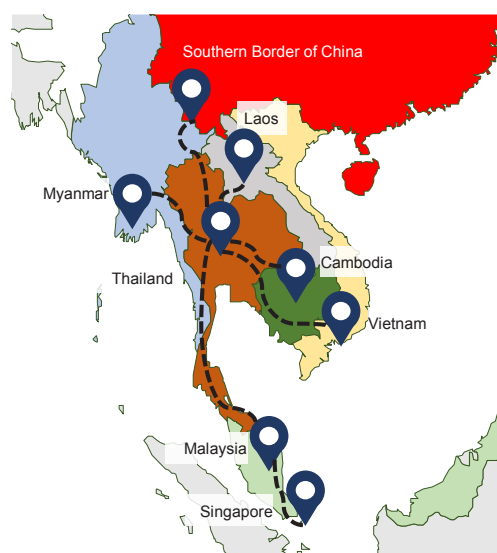 Southern Border of China
Laos
Myanmar
Cambodia
Thailand
Vietnam
Malaysia
Singapore